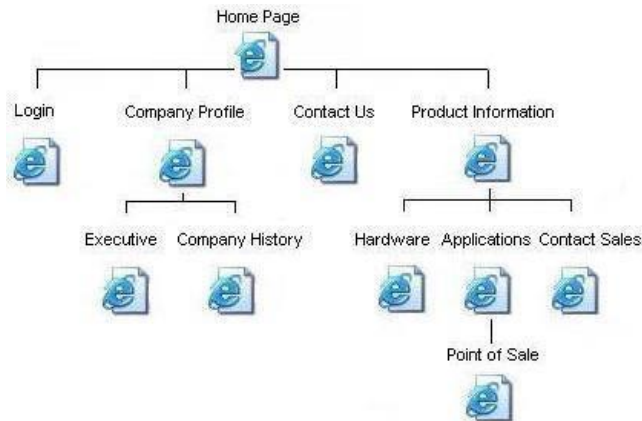 Home Page
Login
Company Profile
Contact Us
Product Information
Executive
Company History
Hardware
Applications
Contact Sales
Point of Sale